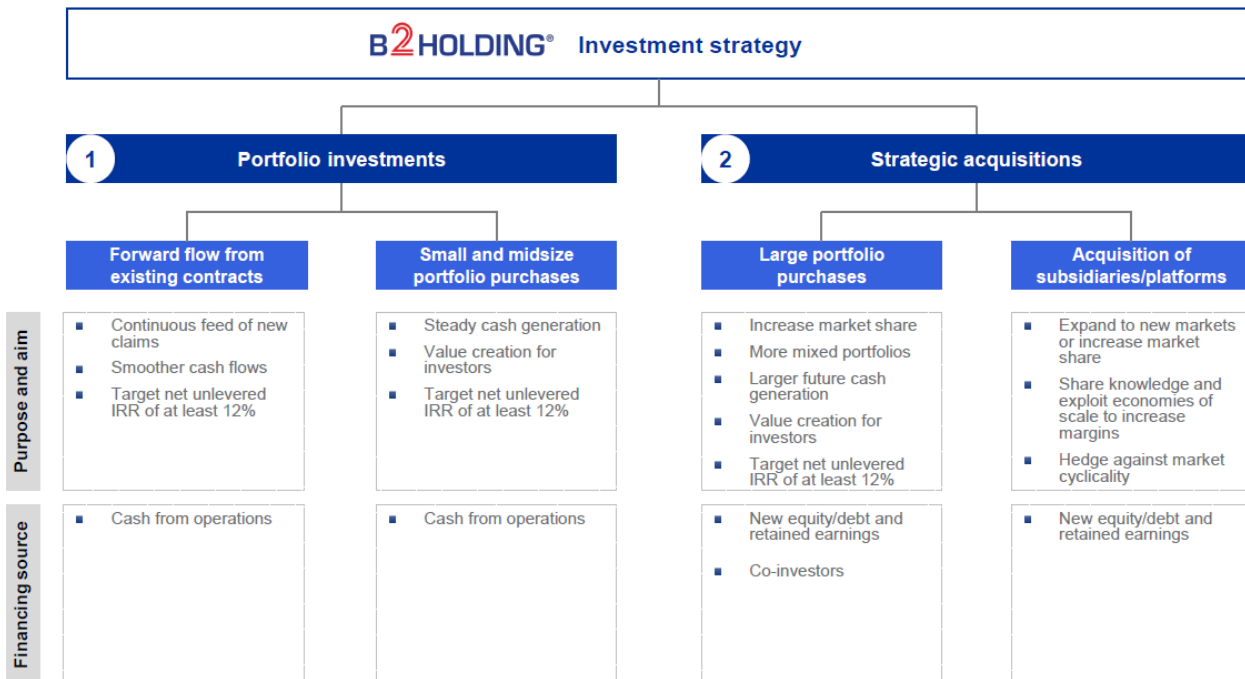 B2HOLDING® Investment strategy
1 Portfolio investments
2 Strategic acquisitions
Forward flow from
existing contracts
Small and midsize
portfolio purchases
Large portfolio
purchases
Acquisition of
subsidiaries/platforms
Purpose and aim
Continuous feed of new
claims
Smoother cash flows
Target net unlevered
IRR of at least 12%
Steady cash generation
Value creation for
investors
Target net unlevered
IRR of at least 12%
Increase market share
More mixed portfolios
Larger future cash
generation
Value creation for
investors
Target net unlevered
IRR of at least 12%
Expand to new markets
or increase market
share
Share knowledge and
exploit economies of
scale to increase
margins
Hedge against market
cyclicality
Financing source
Cash from operations
Cash from operations
New equity/debt and
retained earnings
Co-investors
New equity/debt and
retained earnings